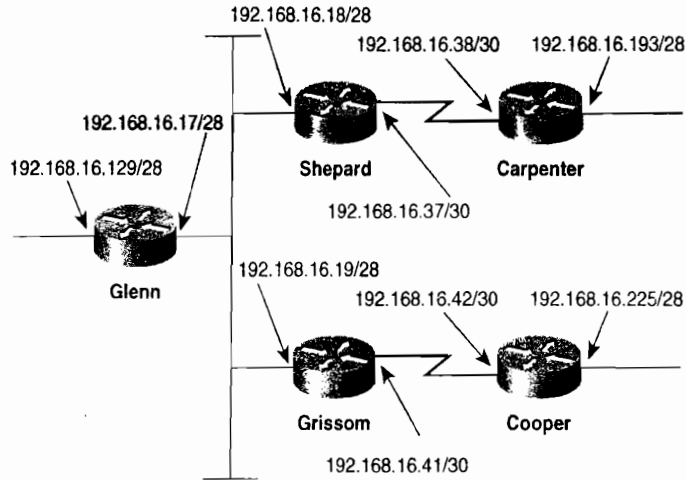 192.168.16.18/28
192.168.16.38/30
192.168.16.193/28
192.168.16.17/28
192.168.16.129/28
Shepard
Carpenter
192.168.16.37/30
Glenn
192.168.16.19/28
192.168.16.42/30
192.168.16.225/28
Grissom
Cooper
192.168.16.41/30